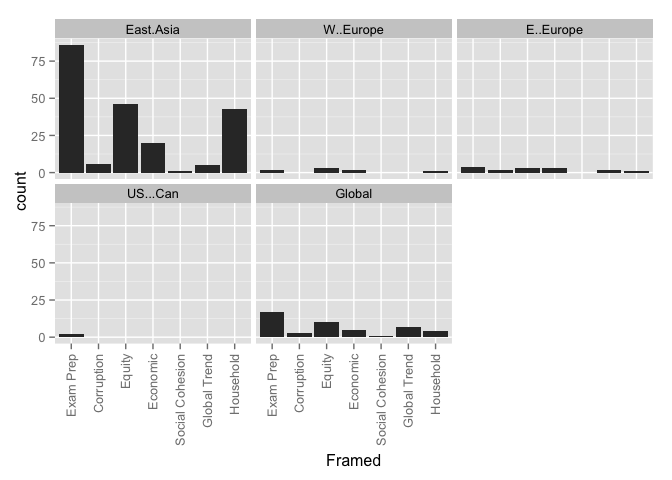 East.Asia
W..Europe
E..Europe
75
50
25
0
US...Can
Global
75
50
25
0
count
Exam Prep
Corruption
Equity
Economic
Social Cohesion
Global Trend
Household
Exam Prep
Corruption
Equity
Economic
Social Cohesion
Global Trend
Household
Framed